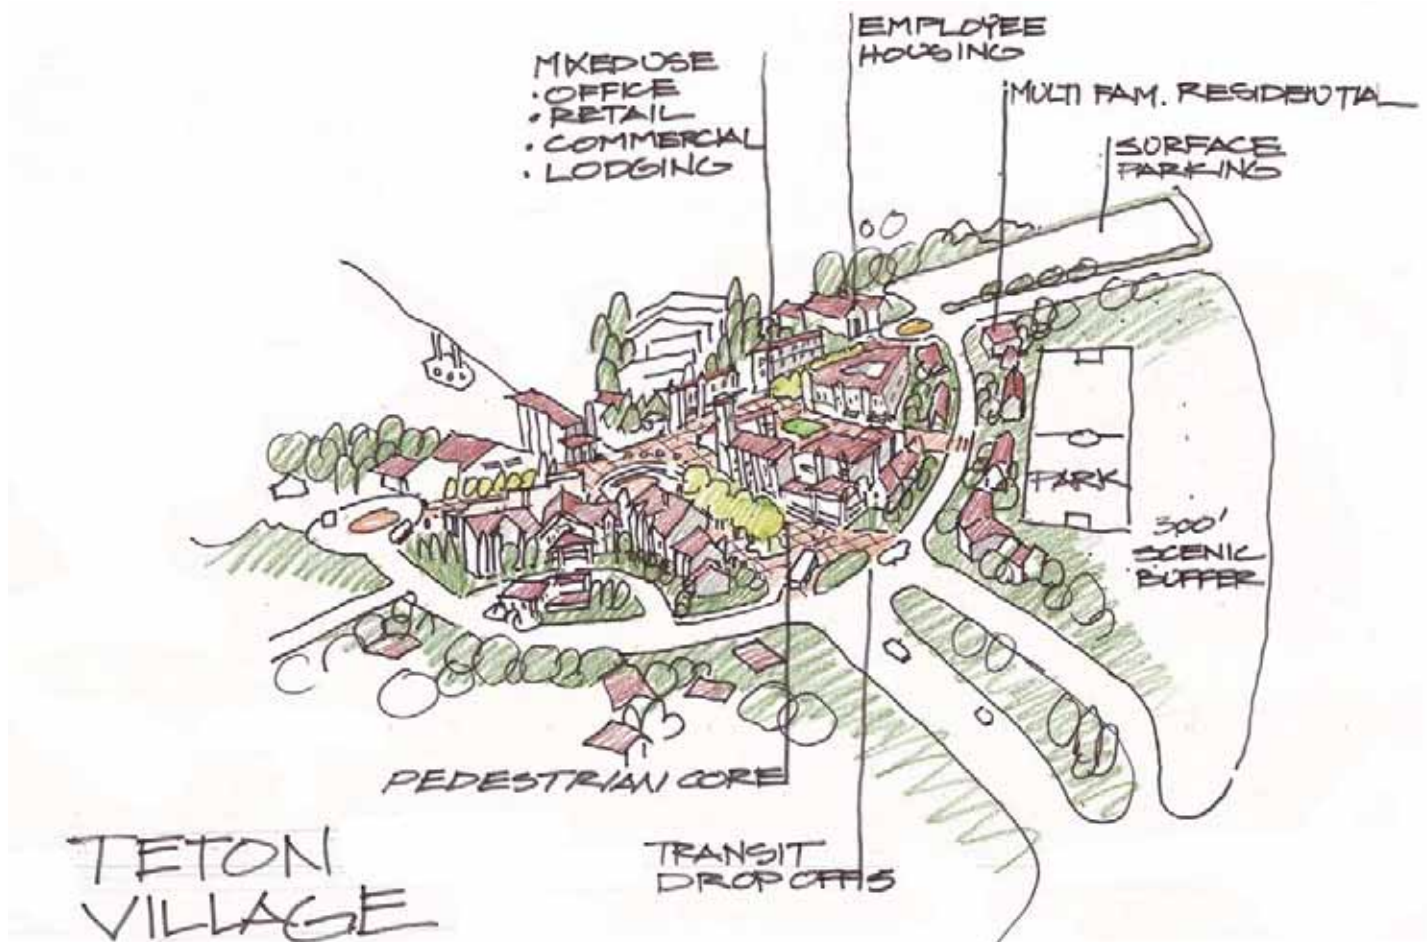 EMPLOYEE
HOUSING
MIXED USE
• OFFICE
• RETAIL
• COMMERCIAL
• LODGING
MULTI FAM. RESIDENTIAL
SURFACE
PARKING
PARK
300'
SCENIC
BUFFER
PEDESTRIAN CORE
TRANSIT
DROP OFFS
TETON
VILLAGE